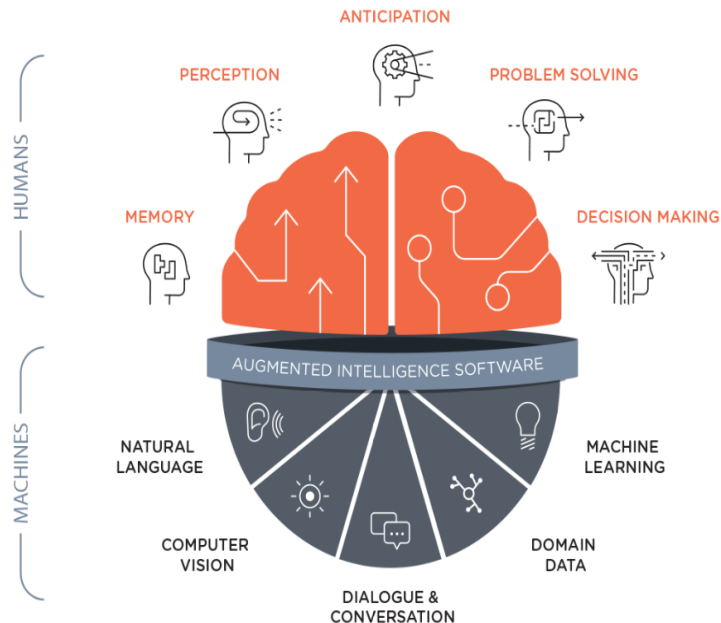 ANTICIPATION
PERCEPTION
PROBLEM SOLVING
HUMANS
MEMORY
DECISION MAKING
AUGMENTED INTELLIGENCE SOFTWARE
MACHINES
NATURAL
LANGUAGE
MACHINE
LEARNING
COMPUTER
VISION
DOMAIN
DATA
DIALOGUE &
CONVERSATION